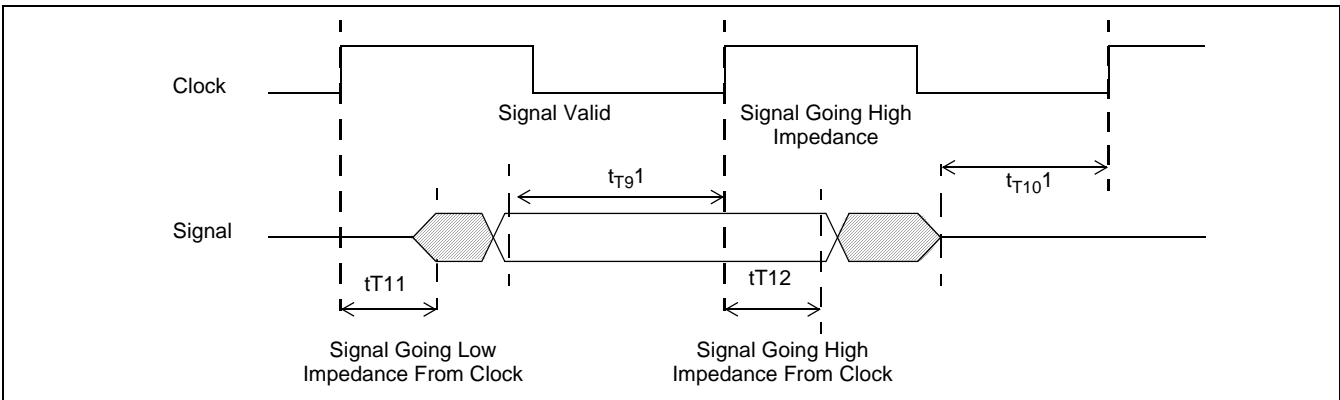 Clock
Signal Valid
Signal Going High
Impedance
tT91
tT101
Signal
tT11
tT12
Signal Going Low
Impedance From Clock
Signal Going High
Impedance From Clock